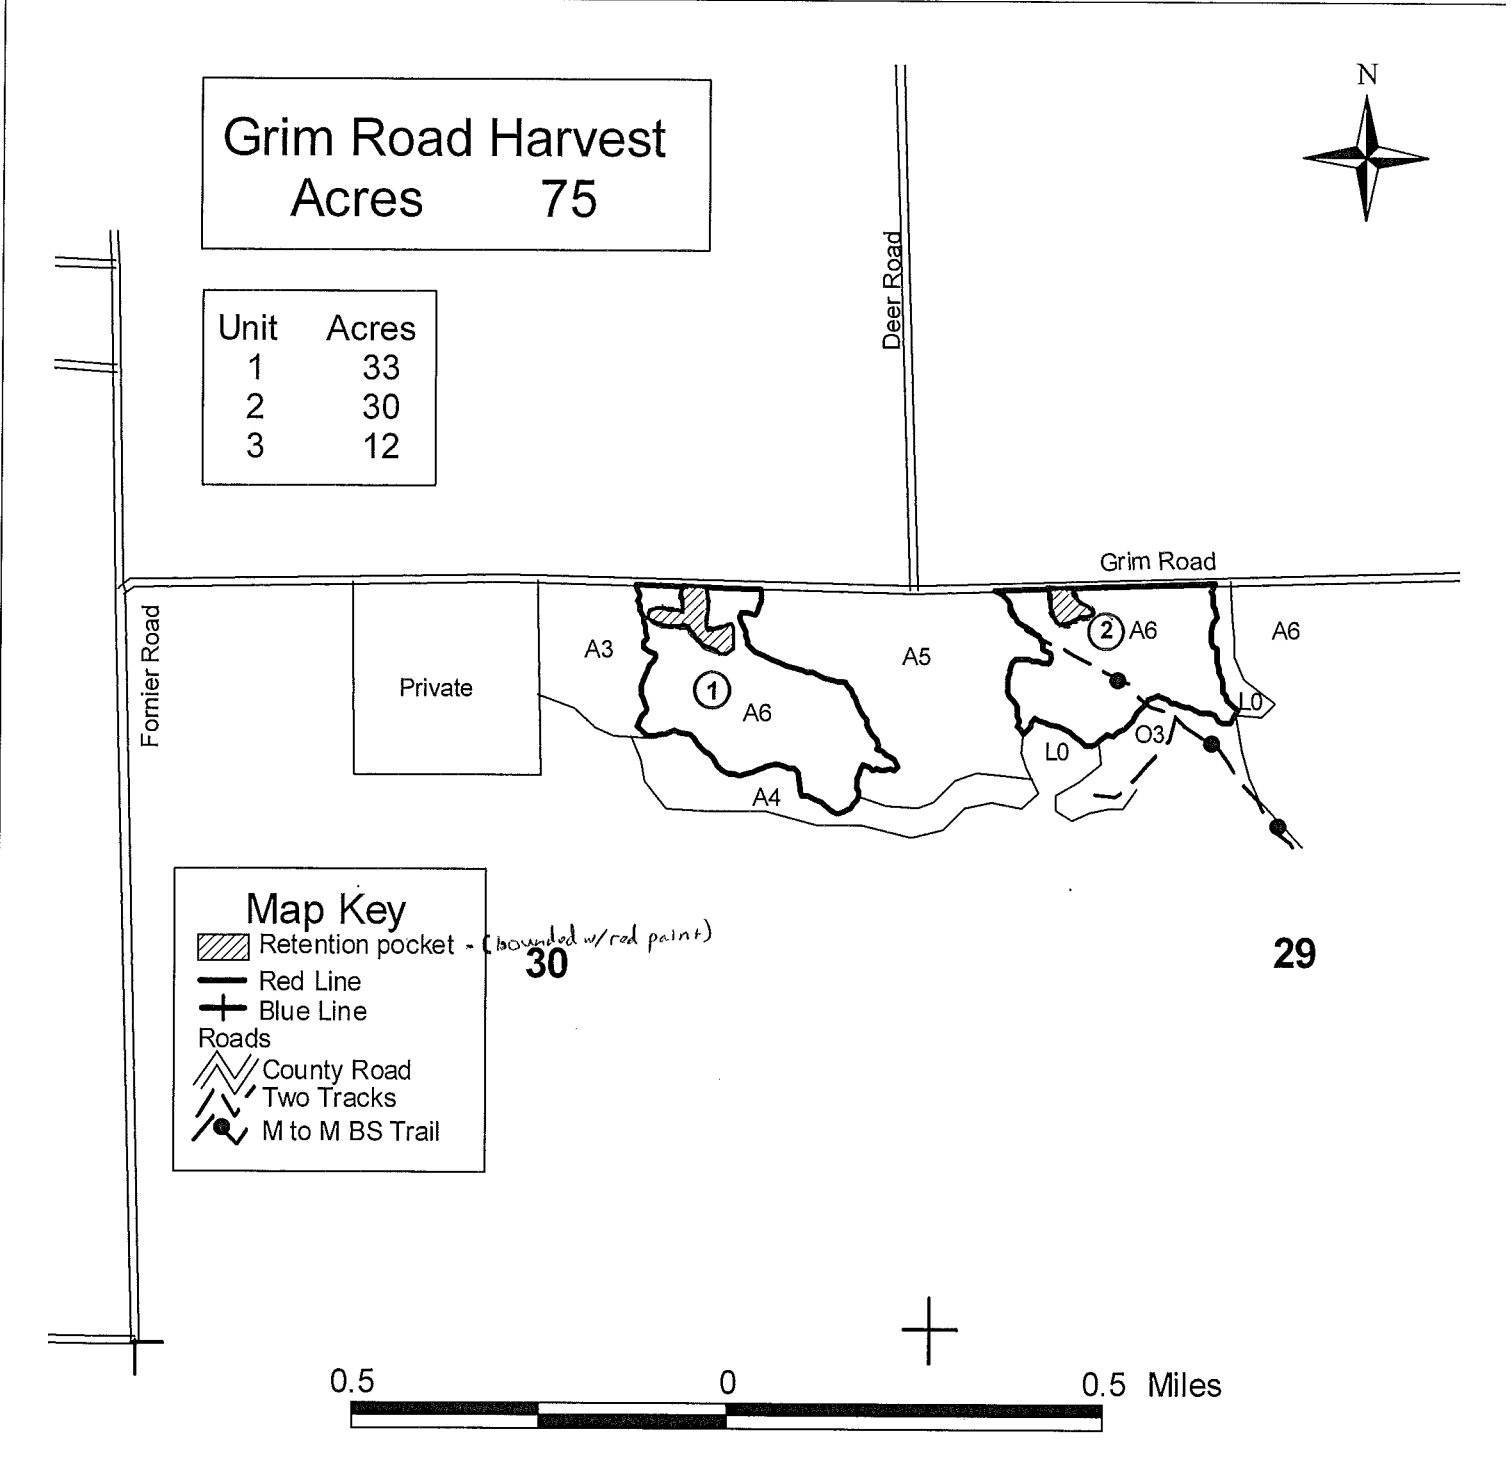 N
Grim Road Harvest
Acres 75
Unit Acres
1 33
2 30
3 12
Deer Road
Grim Road
Fornier Road
Private
A3
1
A6
A5
2
A6
A6
L0
O3
L0
A4
Map Key
Retention pocket - (bounded w/red paint)
Red Line
Blue Line
Roads
County Road
Two Tracks
M to M BS Trail
30
29
0.5 0 0.5 Miles